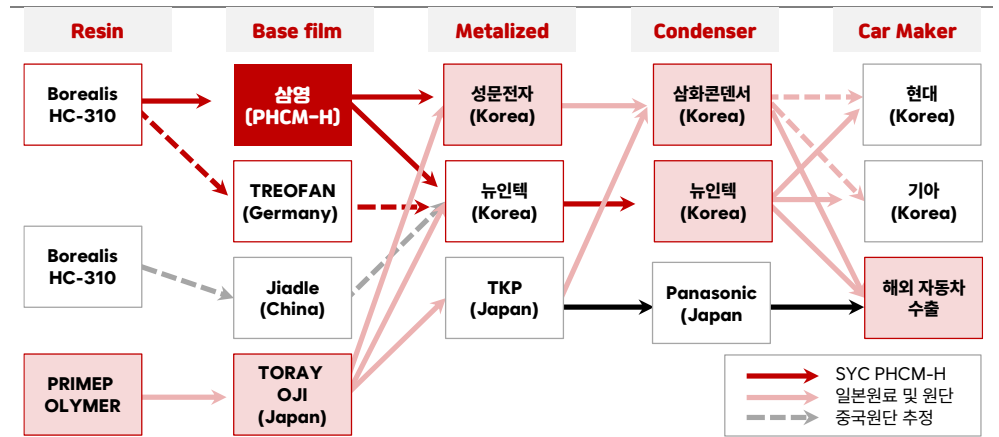 Resin
Base film
Metalized
Condenser
Car Maker
Borealis
HC-310
삼영
(PHCM-H)
성문전자
(Korea)
삼화콘덴서
(Korea)
현대
(Korea)
TREOFAN
(Germany)
뉴인텍
(Korea)
뉴인텍
(Korea)
기아
(Korea)
Borealis
HC-310
Jiadle
(China)
TKP
(Japan)
Panasonic
(Japan
해외 자동차
수출
PRIMEP
OLYMER
TORAY
OJI
(Japan)
SYC PHCM-H
일본원료 및 원단
중국원단 추정